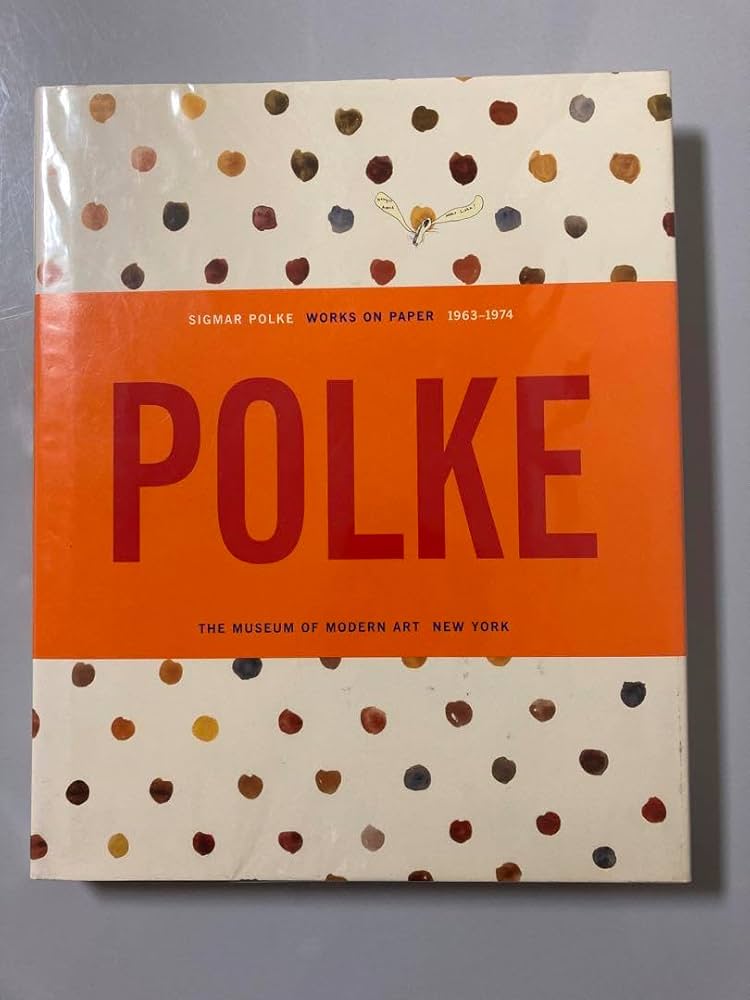 SIGMAR POLKE WORKS ON PAPER 1963–1974
POLKE
THE MUSEUM OF MODERN ART NEW YORK